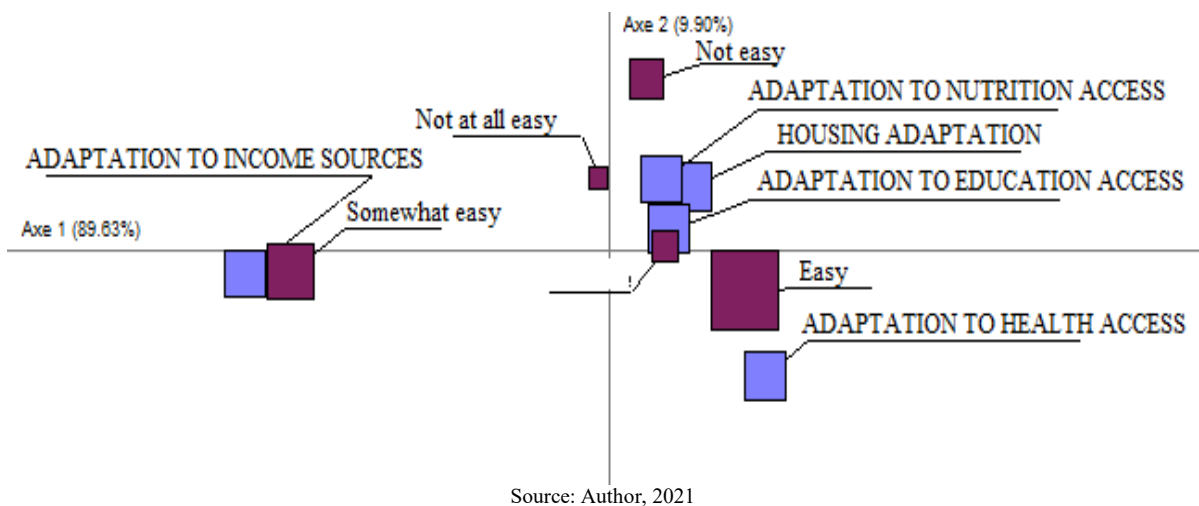 Axe 2 (9.90%)
Not easy
ADAPTATION TO NUTRITION ACCESS
Not at all easy
HOUSING ADAPTATION
ADAPTATION TO INCOME SOURCES
ADAPTATION TO EDUCATION ACCESS
Somewhat easy
Axe 1 (89.63%)
Easy
ADAPTATION TO HEALTH ACCESS
Source: Author, 2021